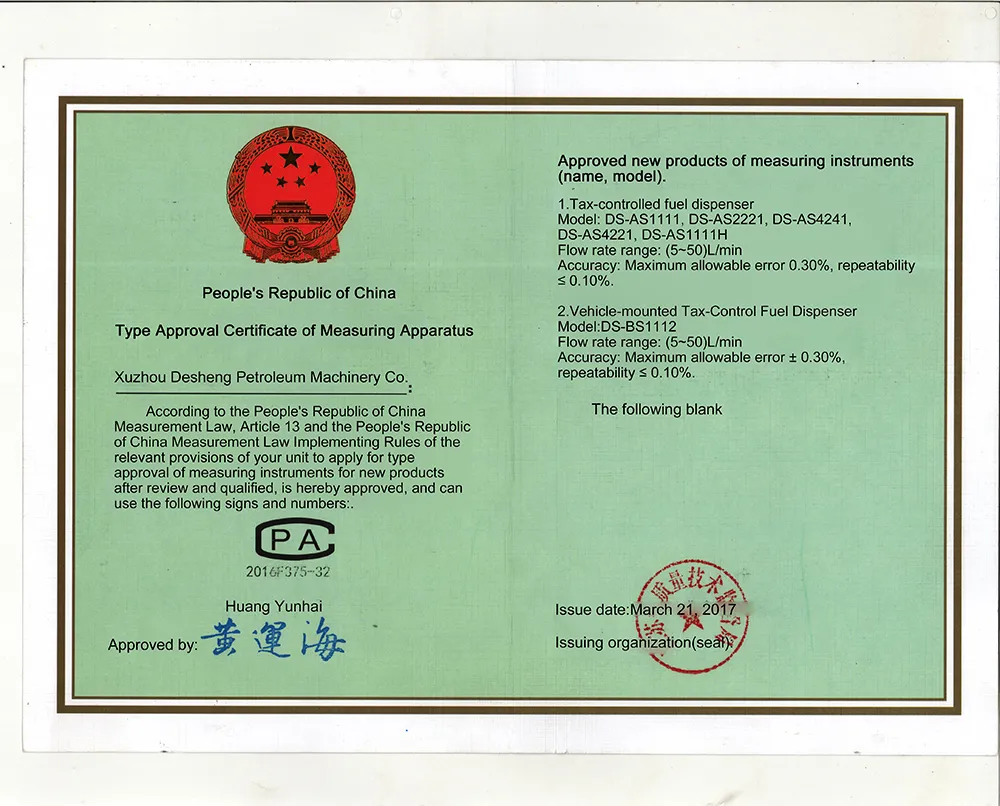 People's Republic of China
Type Approval Certificate of Measuring Apparatus
Xuzhou Desheng Petroleum Machinery Co.:
According to the People's Republic of China
Measurement Law, Article 13 and the People's Republic
of China Measurement Law Implementing Rules of the
relevant provisions of your unit to apply for type
approval of measuring instruments for new products
after review and qualified, is hereby approved, and can
use the following signs and numbers:.
CPA
2016F375-32
Huang Yunhai
Approved by: 黄運海
Approved new products of measuring instruments
(name, model).
1.Tax-controlled fuel dispenser
Model: DS-AS1111, DS-AS2221, DS-AS4241,
DS-AS4221, DS-AS1111H
Flow rate range: (5~50)L/min
Accuracy: Maximum allowable error 0.30%, repeatability
≤ 0.10%.
2.Vehicle-mounted Tax-Control Fuel Dispenser
Model:DS-BS1112
Flow rate range: (5~50)L/min
Accuracy: Maximum allowable error ± 0.30%,
repeatability ≤ 0.10%.
The following blank
质量技术监
Issue date:March 21, 2017
Issuing organization(seal):